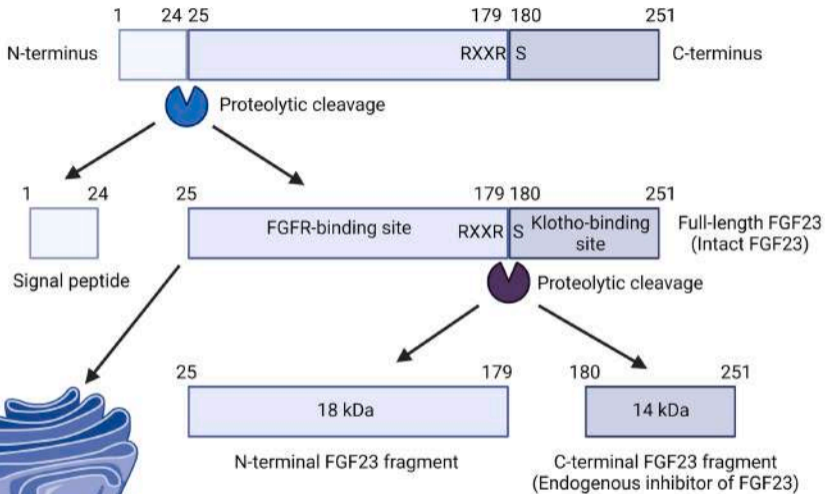 1 24 25 179 180 251
N-terminus RXXR S C-terminus
Proteolytic cleavage
1 24 25 179 180 251
FGFR-binding site RXXR S Klotho-binding
site
Full-length FGF23
(Intact FGF23)
Signal peptide
Proteolytic cleavage
25 179 180 251
18 kDa 14 kDa
N-terminal FGF23 fragment
C-terminal FGF23 fragment
(Endogenous inhibitor of FGF23)